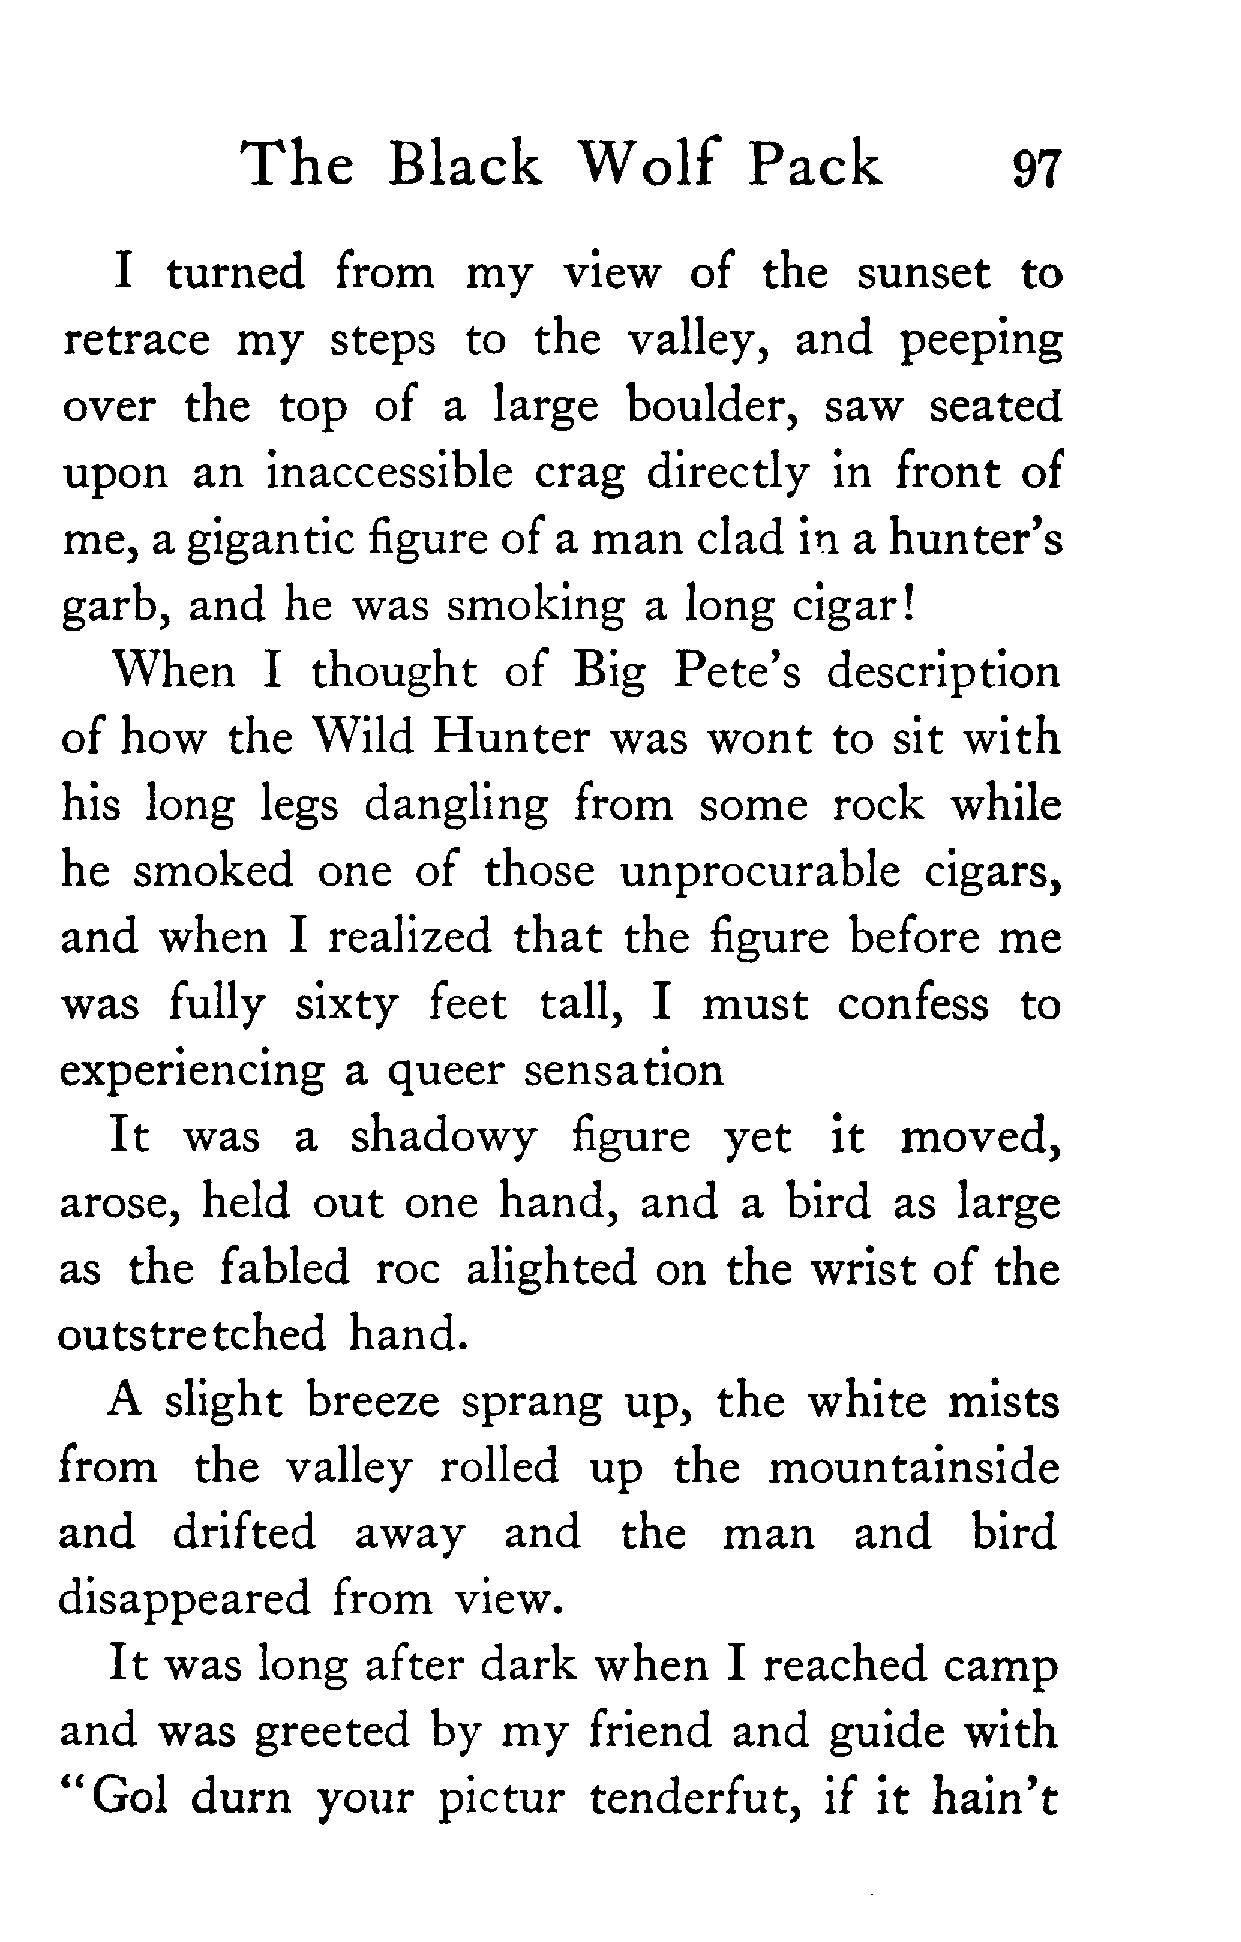 The Black Wolf Pack 97
I turned from my view of the sunset to
retrace my steps to the valley, and peeping
over the top of a large boulder, saw seated
upon an inaccessible crag directly in front of
me, a gigantic figure of a man clad in a hunter's
garb, and he was smoking a long cigar!
When I thought of Big Pete's description
of how the Wild Hunter was wont to sit with
his long legs dangling from some rock while
he smoked one of those unprocurable cigars,
and when I realized that the figure before me
was fully sixty feet tall, I must confess to
experiencing a queer sensation
It was a shadowy figure yet it moved,
arose, held out one hand, and a bird as large
as the fabled roc alighted on the wrist of the
outstretched hand.
A slight breeze sprang up, the white mists
from the valley rolled up the mountainside
and drifted away and the man and bird
disappeared from view.
It was long after dark when I reached camp
and was greeted by my friend and guide with
"Gol durn your pictur tenderfut, if it hain't